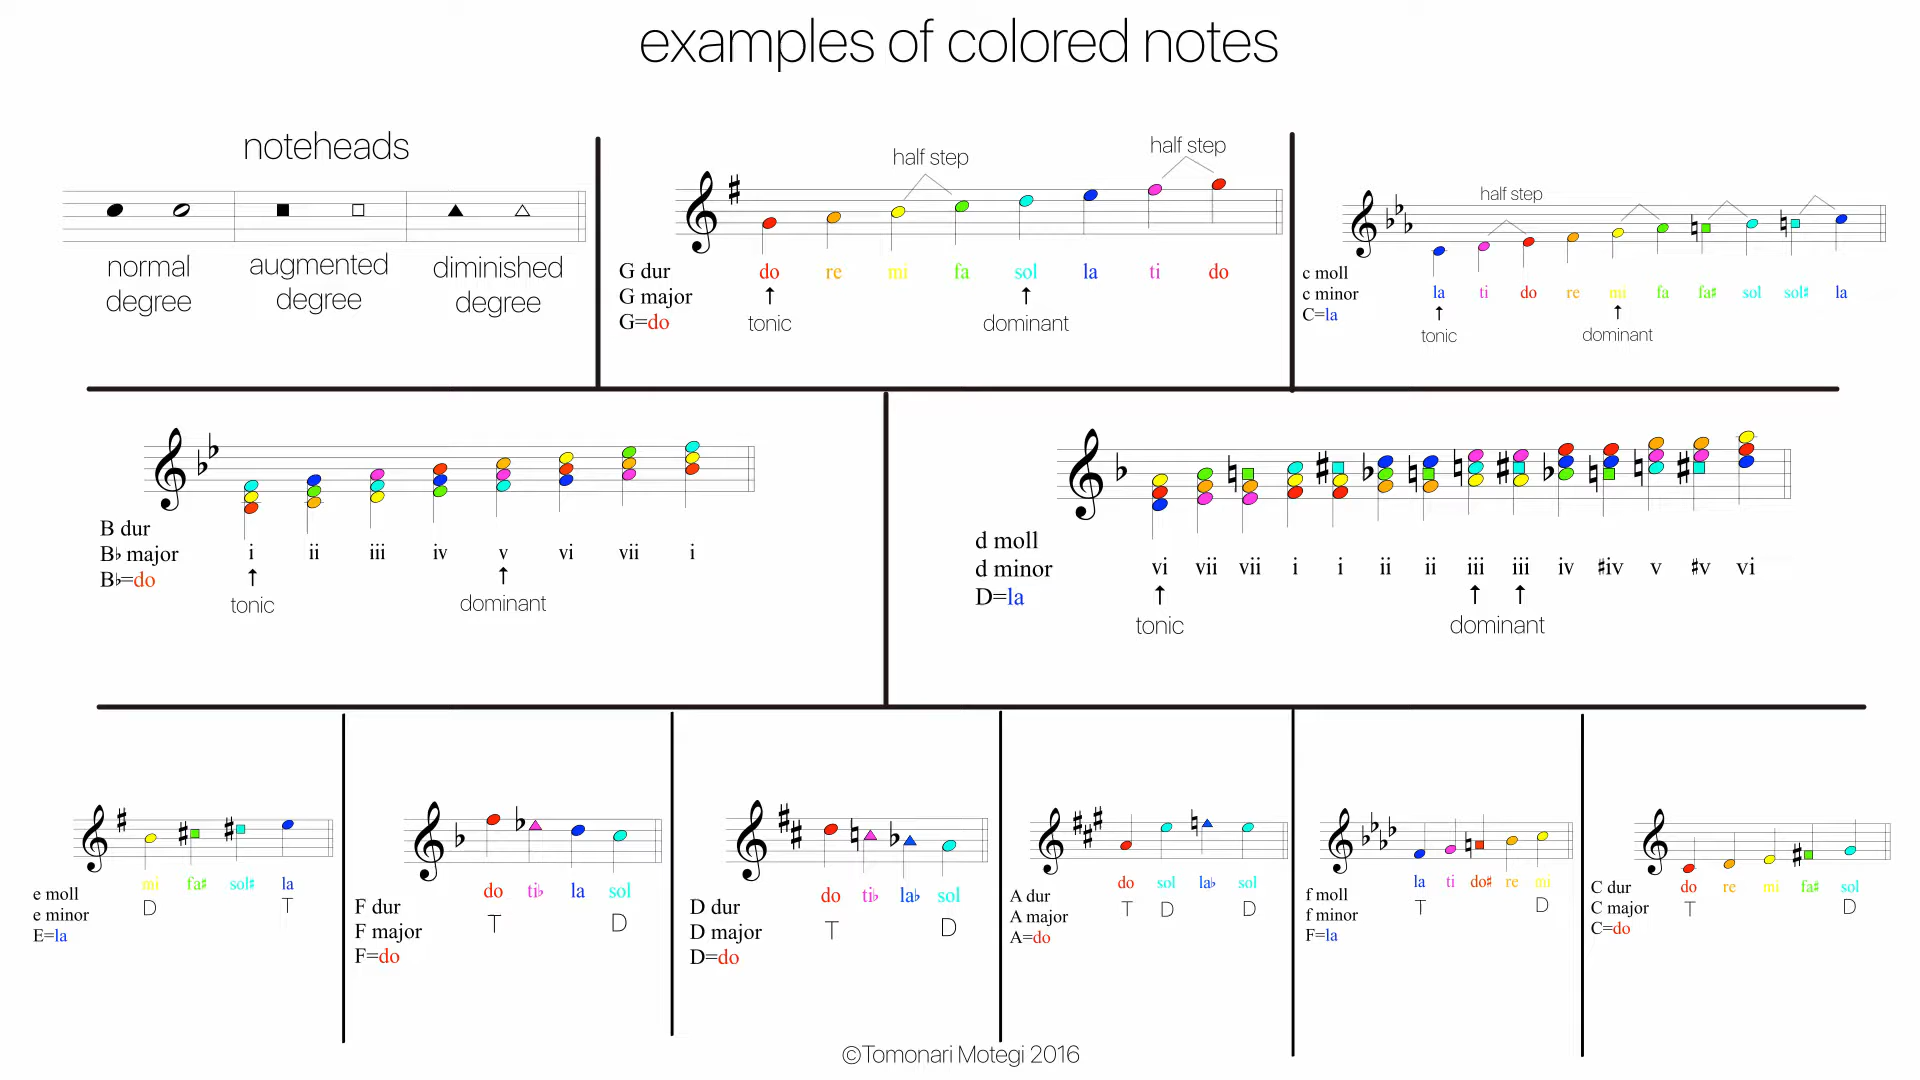 examples of colored notes
noteheads
normal
degree
augmented
degree
diminished
degree
half step
half step
G dur
G major
G=do
do re mi fa sol la ti do
↑ ↑
tonic dominant
half step
c moll
c minor
C=la
la ti do re mi fa fa♯ sol sol♯ la
↑ ↑
tonic dominant
B dur
B♭ major
B♭=do
i ii iii iv v vi vii i
↑ ↑
tonic dominant
d moll
d minor
D=la
vi vii vii i i ii ii iii iii iv ♯iv v ♯v vi
↑ ↑ ↑
tonic dominant
e moll
e minor
E=la
mi fa♯ sol♯ la
D T
F dur
F major
F=do
do ti♭ la sol
T D
D dur
D major
D=do
do ti♭ la♭ sol
T D
A dur
A major
A=do
do sol la♭ sol
T D D
f moll
f minor
F=la
la ti do♯ re mi
T D
C dur
C major
C=do
do re mi fa♯ sol
T D
©Tomonari Motegi 2016